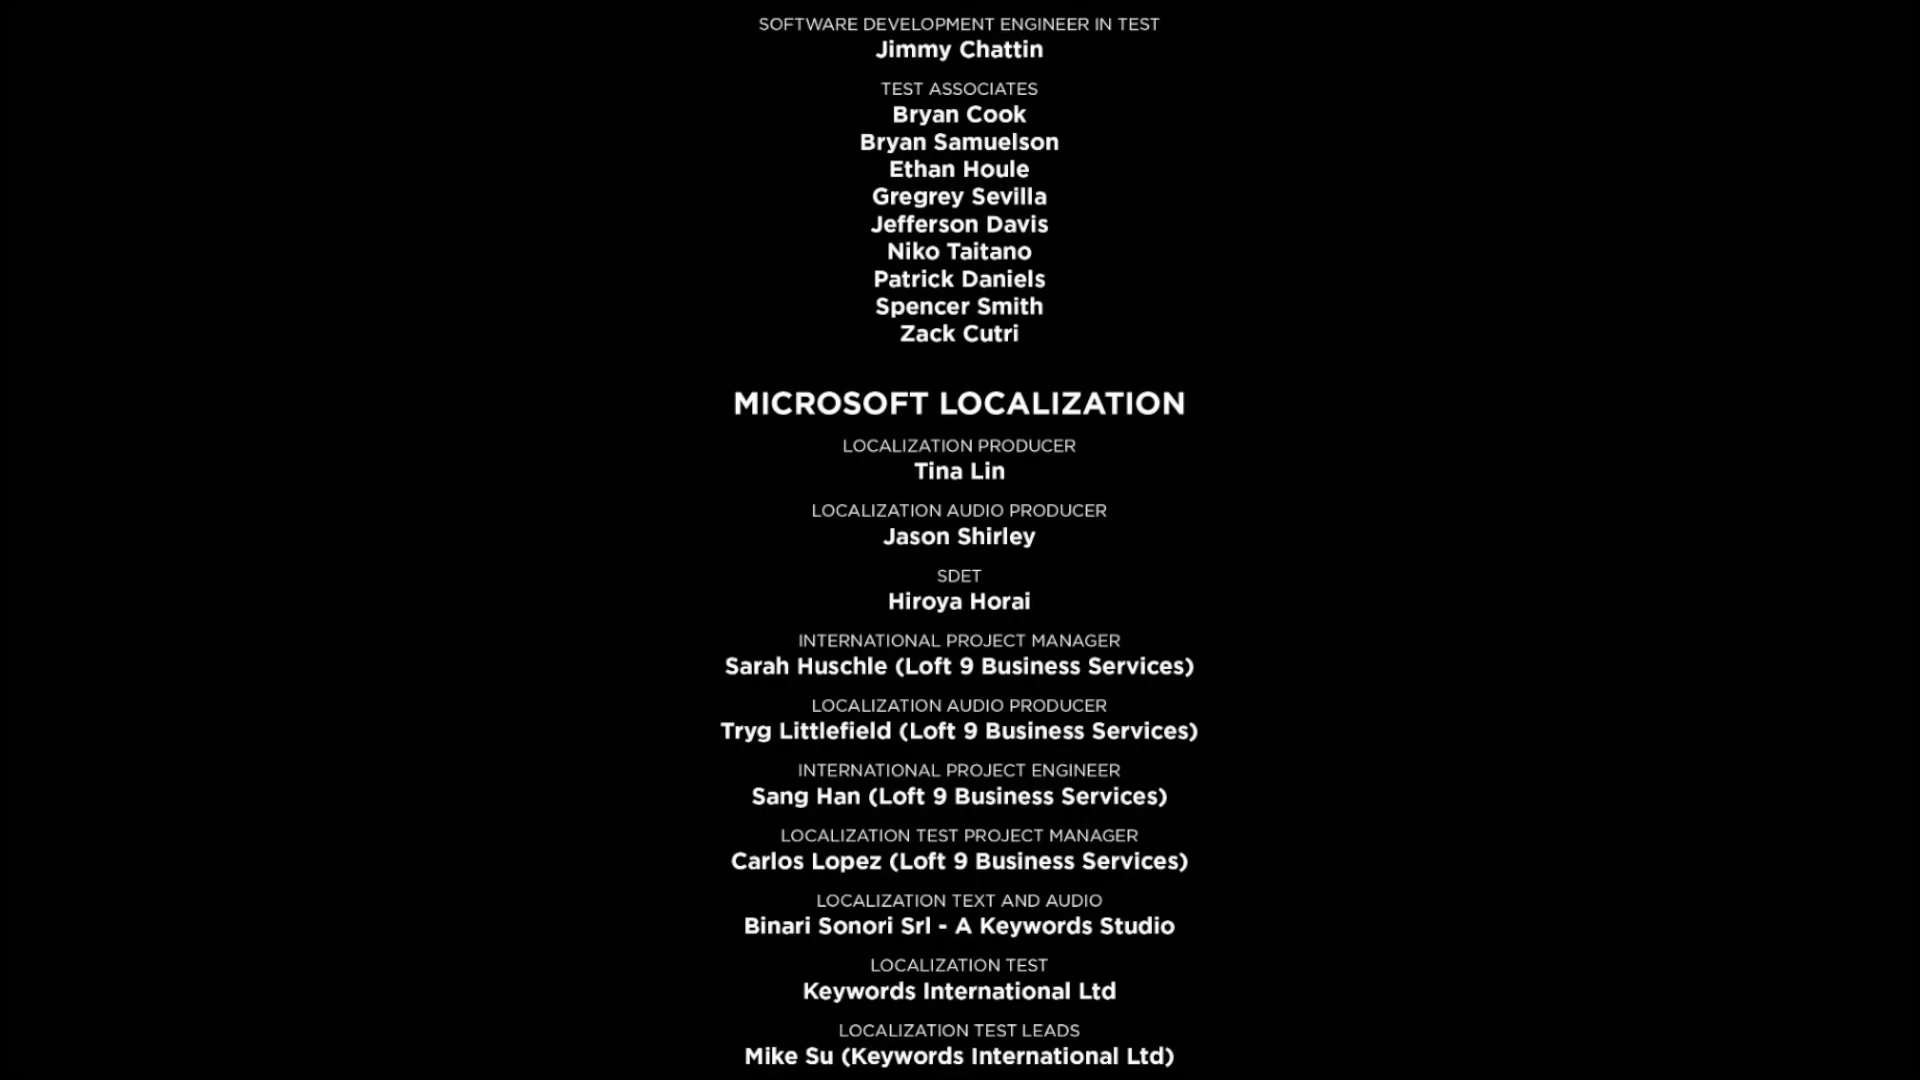 SOFTWARE DEVELOPMENT ENGINEER IN TEST
Jimmy Chattin
TEST ASSOCIATES
Bryan Cook
Bryan Samuelson
Ethan Houle
Gregrey Sevilla
Jefferson Davis
Niko Taitano
Patrick Daniels
Spencer Smith
Zack Cutri
MICROSOFT LOCALIZATION
LOCALIZATION PRODUCER
Tina Lin
LOCALIZATION AUDIO PRODUCER
Jason Shirley
SDET
Hiroya Horai
INTERNATIONAL PROJECT MANAGER
Sarah Huschle (Loft 9 Business Services)
LOCALIZATION AUDIO PRODUCER
Tryg Littlefield (Loft 9 Business Services)
INTERNATIONAL PROJECT ENGINEER
Sang Han (Loft 9 Business Services)
LOCALIZATION TEST PROJECT MANAGER
Carlos Lopez (Loft 9 Business Services)
LOCALIZATION TEXT AND AUDIO
Binari Sonori Srl - A Keywords Studio
LOCALIZATION TEST
Keywords International Ltd
LOCALIZATION TEST LEADS
Mike Su (Keywords International Ltd)